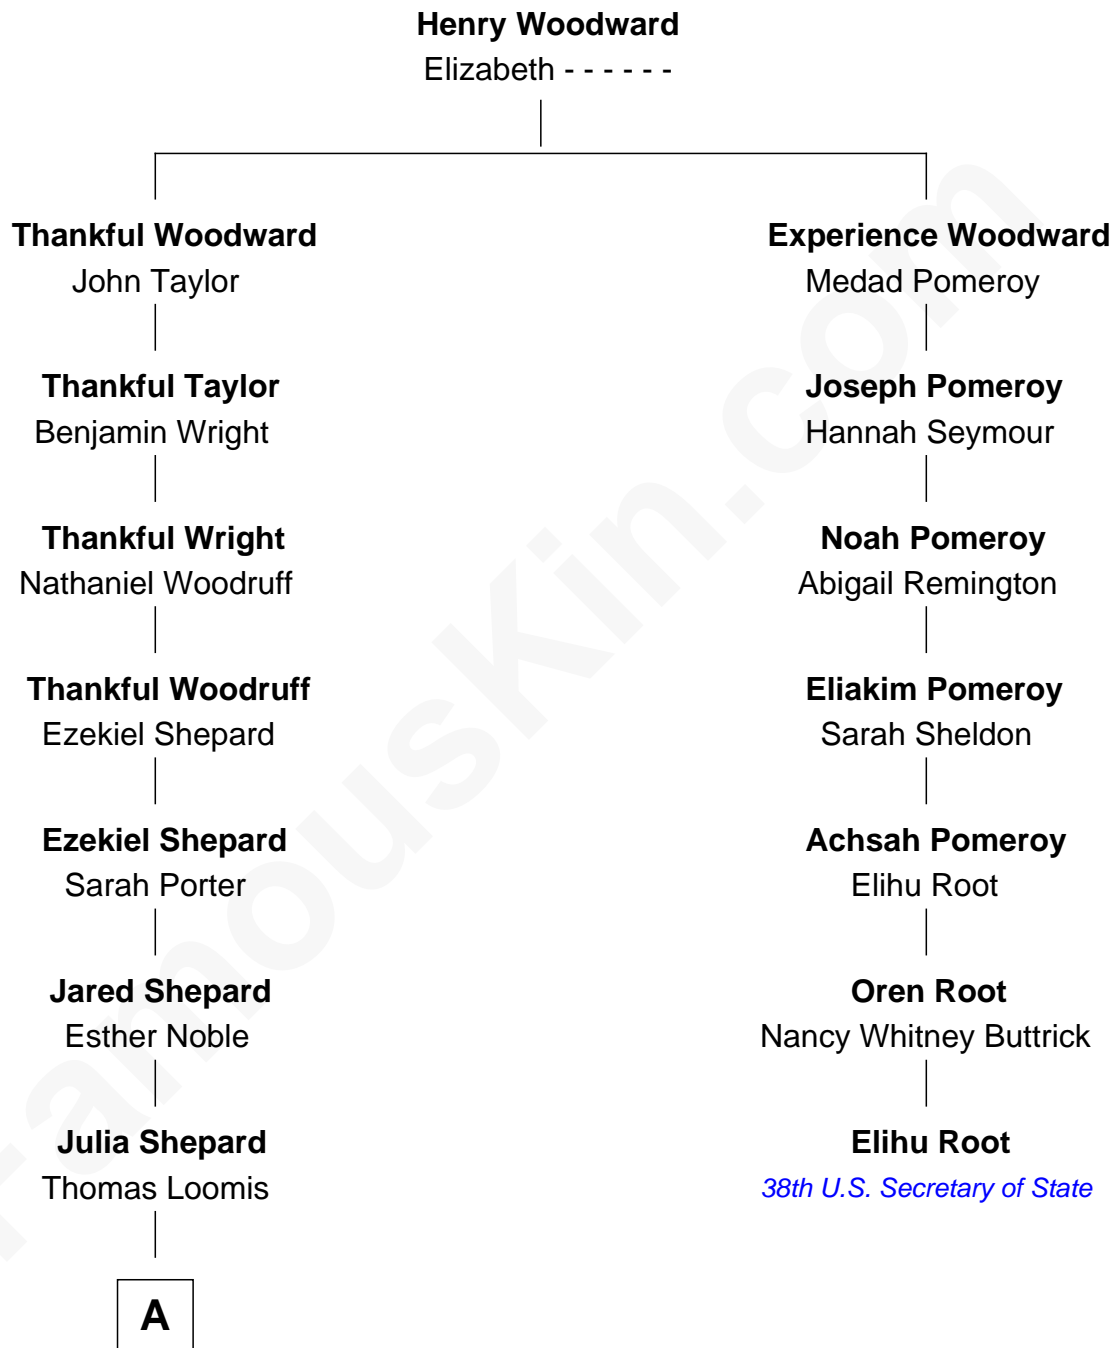 Henry Woodward
Elizabeth - - - - - -
Thankful Woodward
John Taylor
Experience Woodward
Medad Pomeroy
Thankful Taylor
Benjamin Wright
Joseph Pomeroy
Hannah Seymour
Thankful Wright
Nathaniel Woodruff
Noah Pomeroy
Abigail Remington
Thankful Woodruff
Ezekiel Shepard
Eliakim Pomeroy
Sarah Sheldon
Ezekiel Shepard
Sarah Porter
Achsah Pomeroy
Elihu Root
Jared Shepard
Esther Noble
Oren Root
Nancy Whitney Buttrick
Julia Shepard
Thomas Loomis
Elihu Root
38th U.S. Secretary of State
A
FamousKin.com